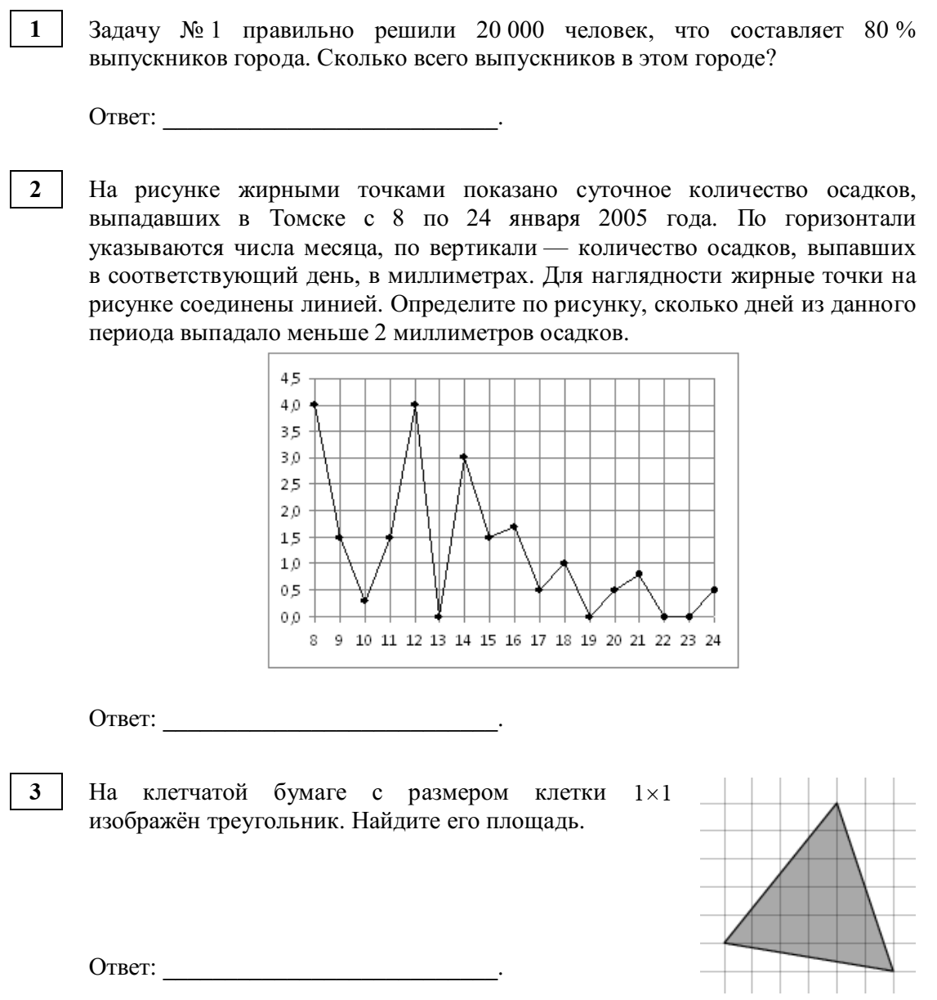 1 Задачу № 1 правильно решили 20 000 человек, что составляет 80 %
выпускников города. Сколько всего выпускников в этом городе?
Ответ: ____________________________.
2 На рисунке жирными точками показано суточное количество осадков,
выпадавших в Томске с 8 по 24 января 2005 года. По горизонтали
указываются числа месяца, по вертикали — количество осадков, выпавших
в соответствующий день, в миллиметрах. Для наглядности жирные точки на
рисунке соединены линией. Определите по рисунку, сколько дней из данного
периода выпадало меньше 2 миллиметров осадков.
4,5
4,0
3,5
3,0
2,5
2,0
1,5
1,0
0,5
0,0
8 9 10 11 12 13 14 15 16 17 18 19 20 21 22 23 24
Ответ: ____________________________.
3 На клетчатой бумаге с размером клетки 1×1
изображён треугольник. Найдите его площадь.
Ответ: ____________________________.